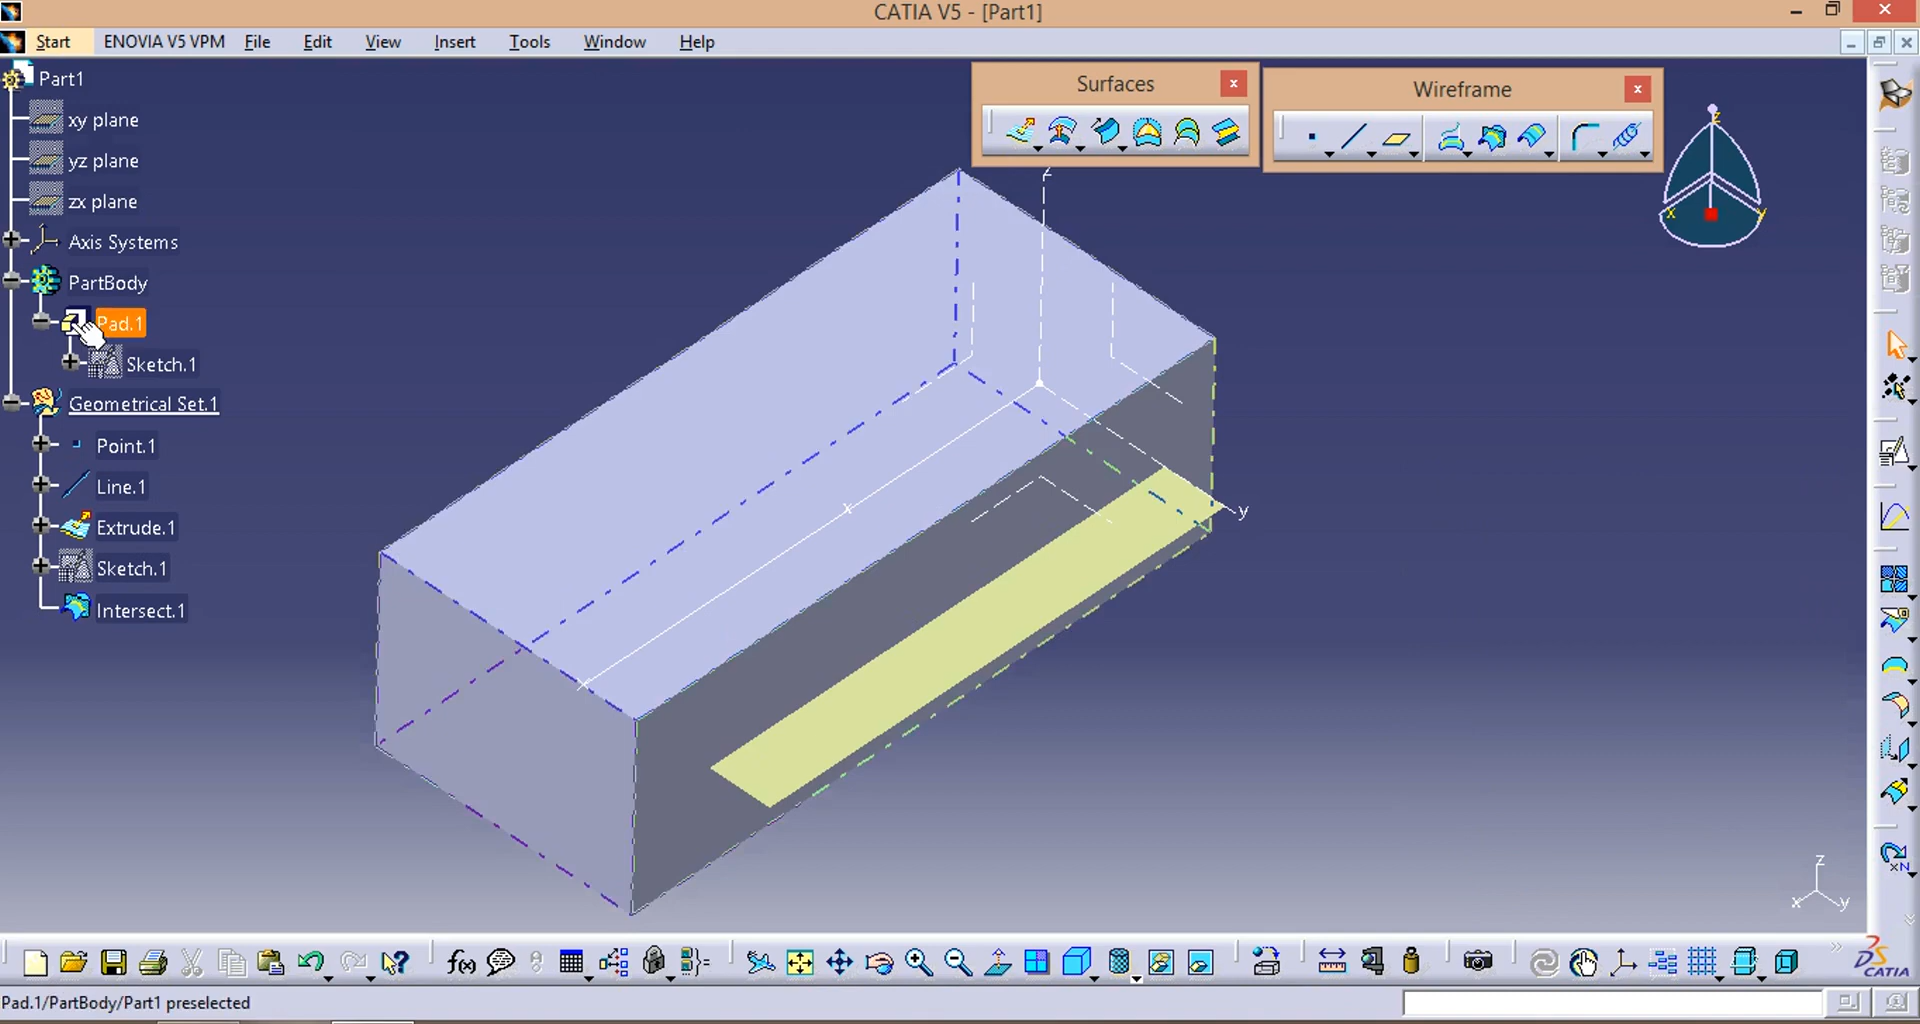 CATIA V5 - [Part1]
Start ENOVIA V5 VPM File Edit View Insert Tools Window Help
Part1
xy plane
yz plane
zx plane
Axis Systems
PartBody
Pad.1
Sketch.1
Geometrical Set.1
Point.1
Line.1
Extrude.1
Sketch.1
Intersect.1
Surfaces
Wireframe
z
x
y
z
x
y
z
x y
f(x)
xN
CATIA
Pad.1/PartBody/Part1 preselected